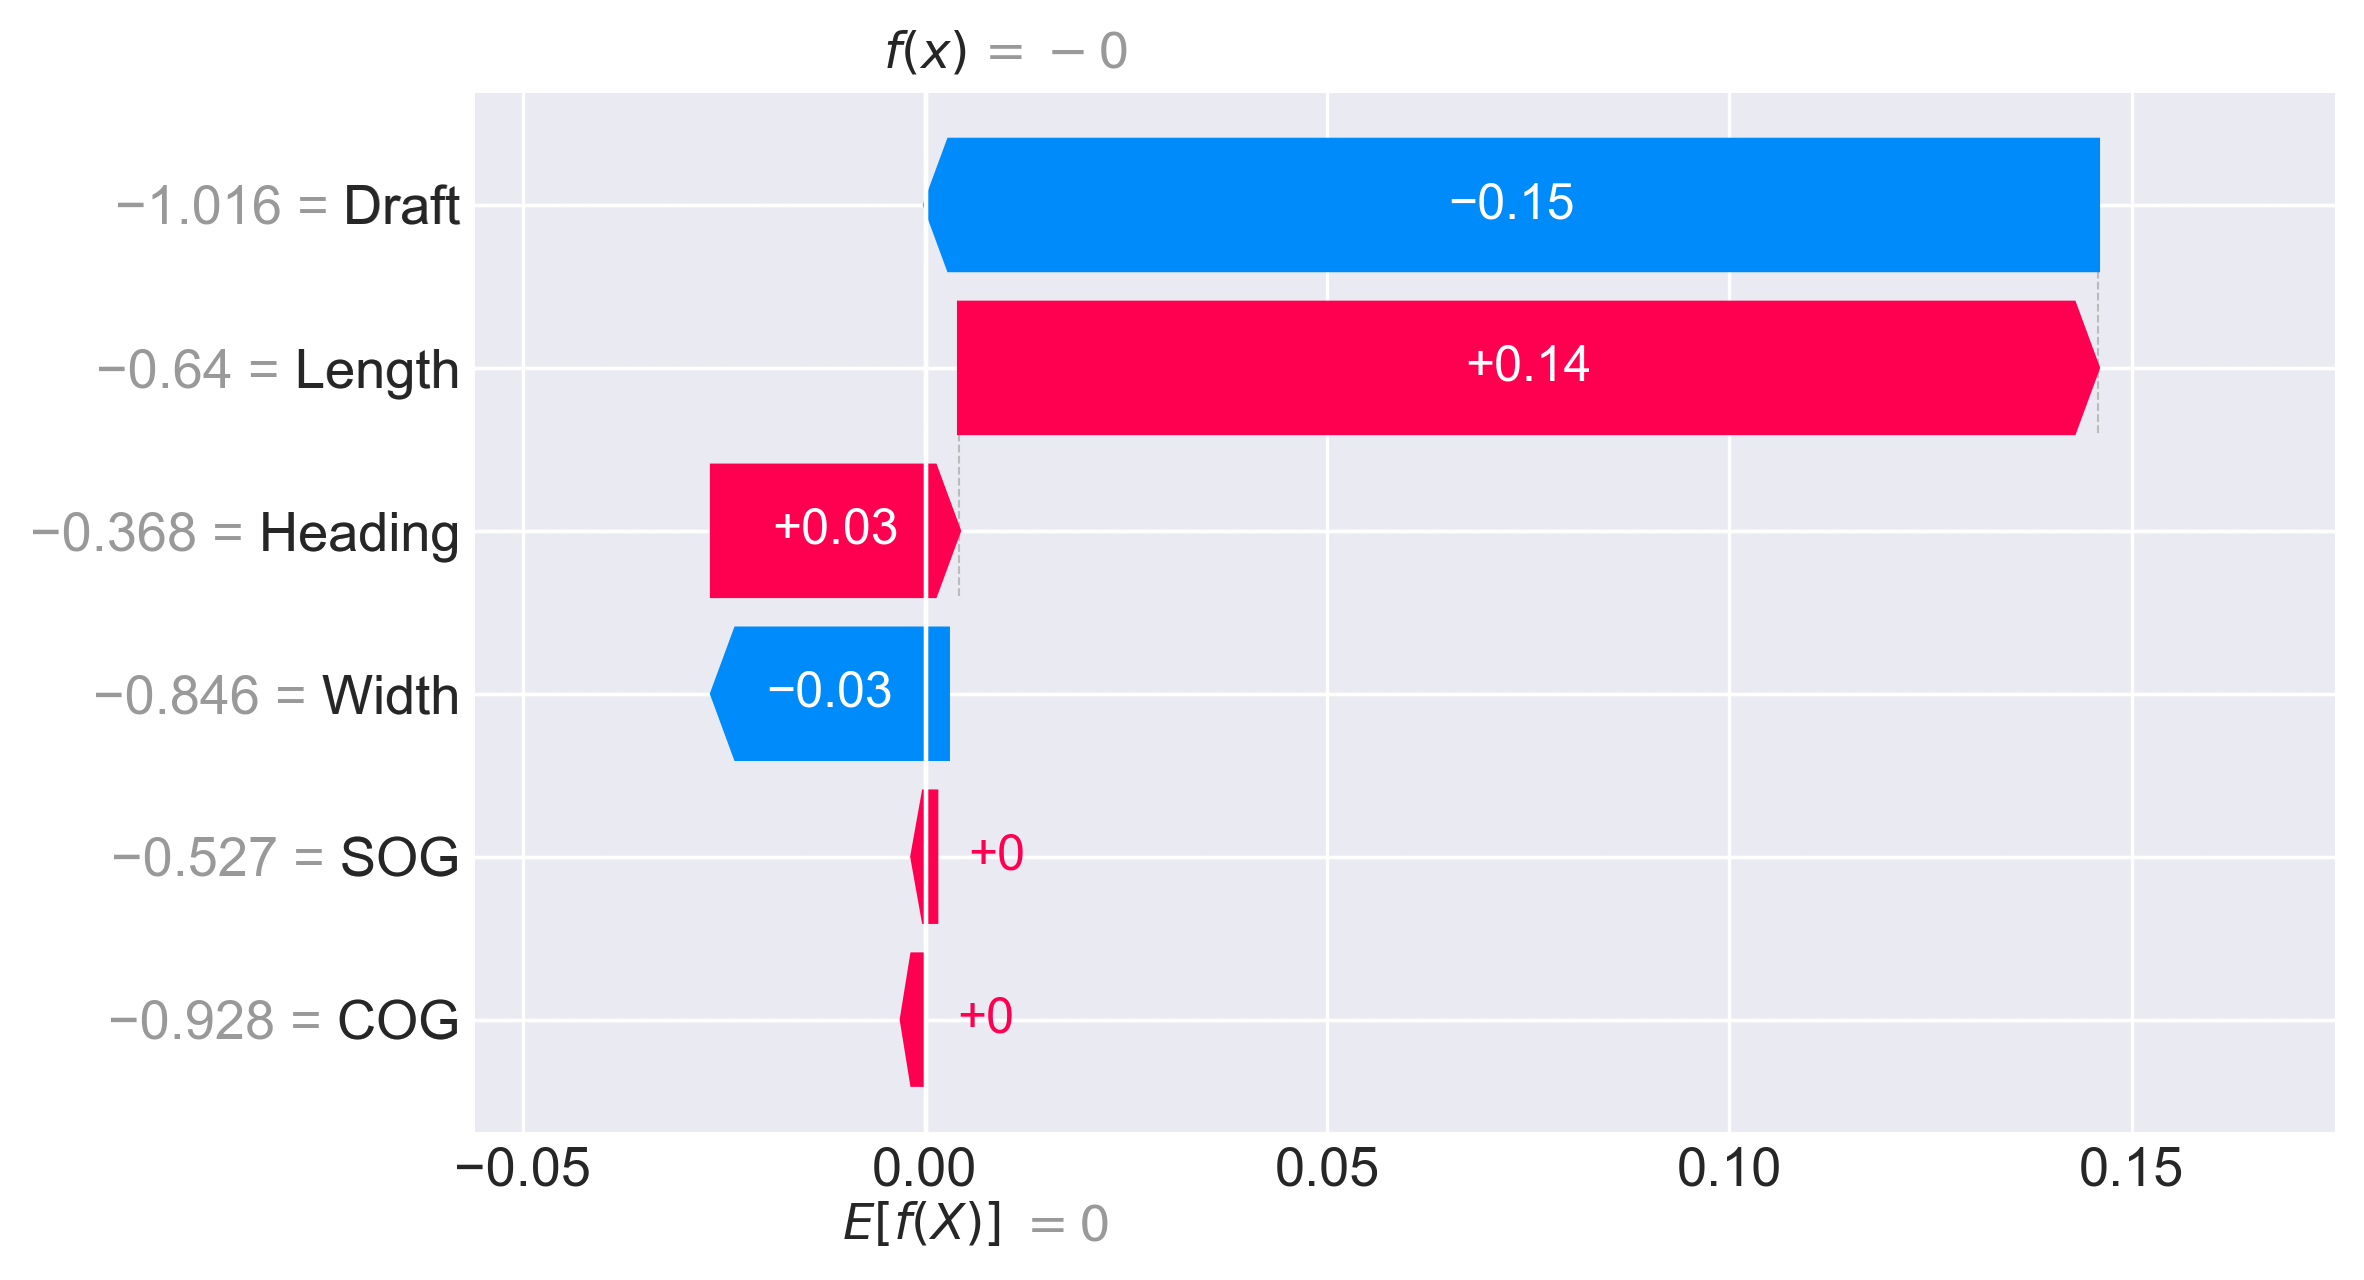 f(x) = − 0
−1.016 = Draft
−0.15
−0.64 = Length
+0.14
−0.368 = Heading
+0.03
−0.846 = Width
−0.03
−0.527 = SOG
+0
−0.928 = COG
+0
−0.05 0.00 0.05 0.10 0.15
E[f(X)] = 0